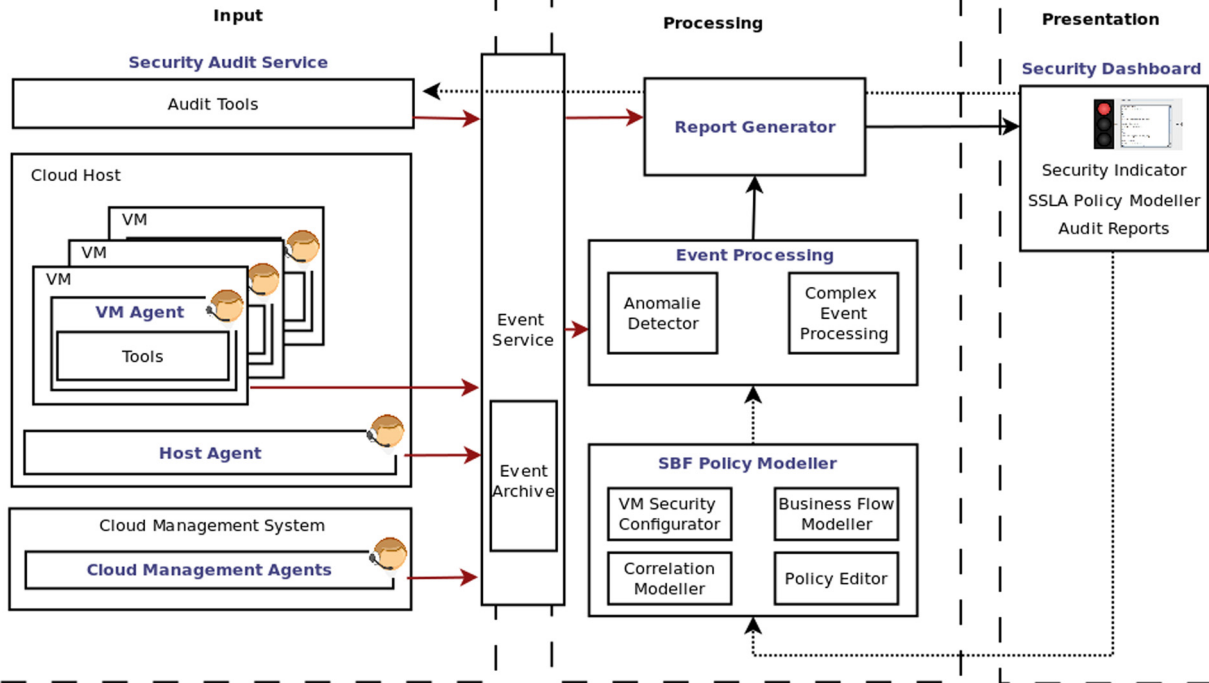 Input
Processing
Presentation
Security Audit Service
Audit Tools
Cloud Host
VM
VM
VM
VM Agent
Tools
Host Agent
Cloud Management System
Cloud Management Agents
Event
Service
Event
Archive
Report Generator
Event Processing
Anomalie
Detector
Complex
Event
Processing
SBF Policy Modeller
VM Security
Configurator
Business Flow
Modeller
Correlation
Modeller
Policy Editor
Security Dashboard
Security Indicator
SSLA Policy Modeller
Audit Reports